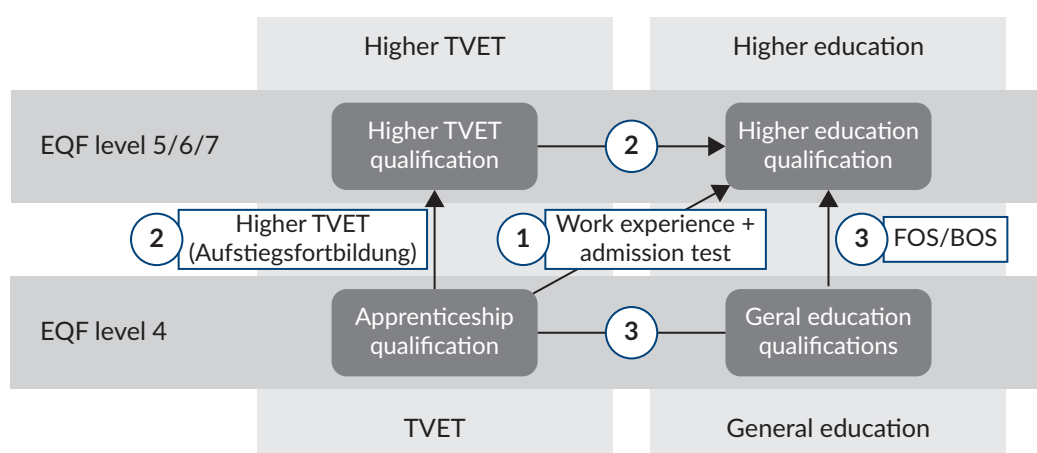 Higher TVET
Higher education
EQF level 5/6/7
Higher TVET
qualification
2
Higher education
qualification
2
Higher TVET
(Aufstiegsfortbildung)
1
Work experience +
admission test
3
FOS/BOS
EQF level 4
Apprenticeship
qualification
3
Geral education
qualifications
TVET
General education